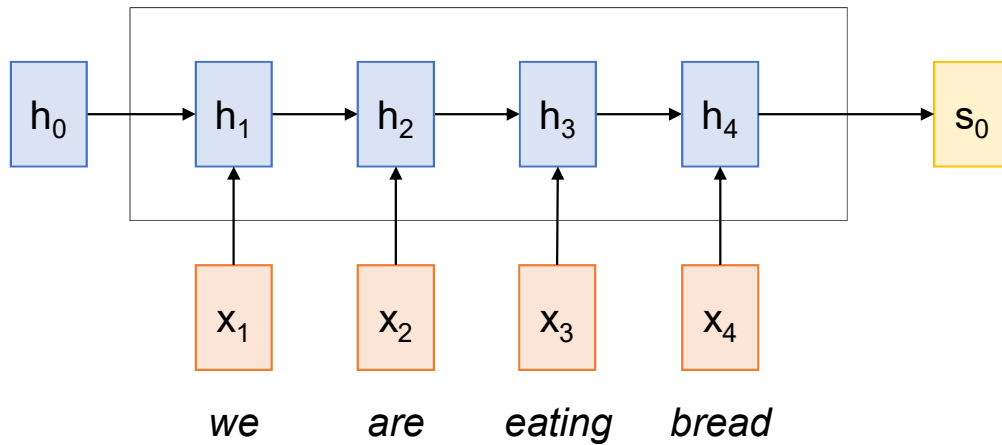 h₀ h₁ h₂ h₃ h₄ s₀
x₁ x₂ x₃ x₄
we are eating bread